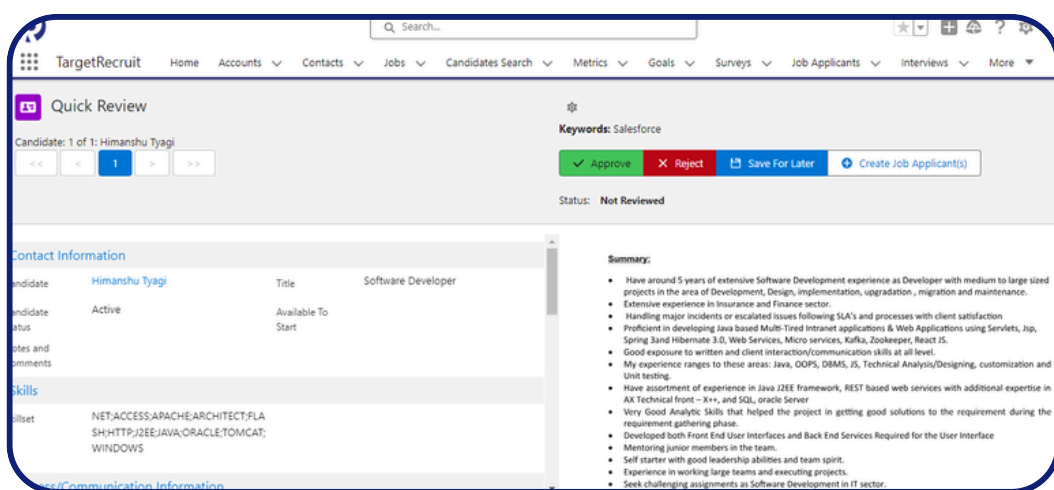 Search...
TargetRecruit Home Accounts Contacts Jobs Candidates Search Metrics Goals Surveys Job Applicants Interviews More
Quick Review
Candidate: 1 of 1: Himanshu Tyagi
<< < 1 > >>
Keywords: Salesforce
Approve Reject Save For Later Create Job Applicant(s)
Status: Not Reviewed
Contact Information
andidate Himanshu Tyagi Title Software Developer
andidate Active Available To
atus Start
otes and
omments
Skills
illset NET;ACCESS;APACHE;ARCHITECT;FLA
SH;HTTP;J2EE;JAVA;ORACLE;TOMCAT;
WINDOWS
ess/Communication Information
Summary:
• Have around 5 years of extensive Software Development experience as Developer with medium to large sized
projects in the area of Development, Design, implementation, upgradation , migration and maintenance.
• Extensive experience in Insurance and Finance sector.
• Handling major incidents or escalated issues following SLA's and processes with client satisfaction
• Proficient in developing Java based Multi-Tired Intranet applications & Web Applications using Servlets, Jsp,
Spring 3and Hibernate 3.0, Web Services, Micro services, Kafka, Zookeeper, React JS.
• Good exposure to written and client interaction/communication skills at all level.
• My experience ranges to these areas: Java, OOPS, DBMS, JS, Technical Analysis/Designing, customization and
Unit testing.
• Have assortment of experience in Java J2EE framework, REST based web services with additional expertise in
AX Technical front – X++, and SQL, oracle Server
• Very Good Analytic Skills that helped the project in getting good solutions to the requirement during the
requirement gathering phase.
• Developed both Front End User Interfaces and Back End Services Required for the User Interface
• Mentoring junior members in the team.
• Self starter with good leadership abilities and team spirit.
• Experience in working large teams and executing projects.
• Seek challenging assignments as Software Development in IT sector.